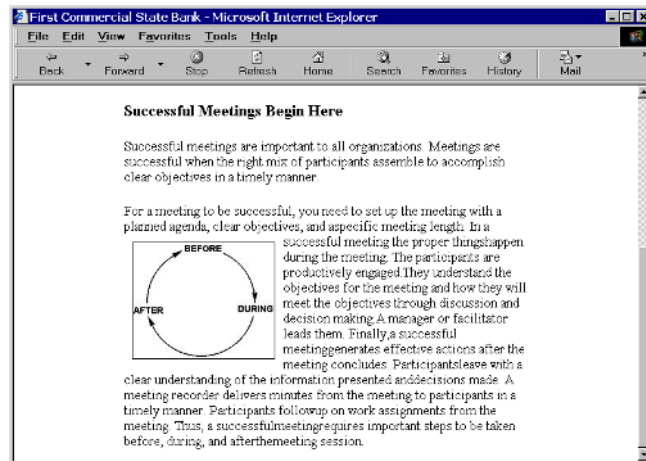 First Commercial State Bank - Microsoft Internet Explorer
File Edit View Favorites Tools Help
Back Forward Stop Refresh Home Search Favorites History Mail
Successful Meetings Begin Here
Successful meetings are important to all organizations. Meetings are
successful when the right mix of participants assemble to accomplish
clear objectives in a timely manner.
For a meeting to be successful, you need to set up the meeting with a
planned agenda, clear objectives, and aspecific meeting length. In a
successful meeting the proper thingshappen
during the meeting. The participants are
productively engaged.They understand the
objectives for the meeting and how they will
meet the objectives through discussion and
decision making.A manager or facilitator
leads them. Finally,a successful
meetinggenerates effective actions after the
meeting concludes. Participantsleave with a
BEFORE
AFTER DURING
clear understanding of the information presented anddecisions made. A
meeting recorder delivers minutes from the meeting to participants in a
timely manner. Participants followup on work assignments from the
meeting. Thus, a successfulmeetingrequires important steps to be taken
before, during, and afterthemeeting session.